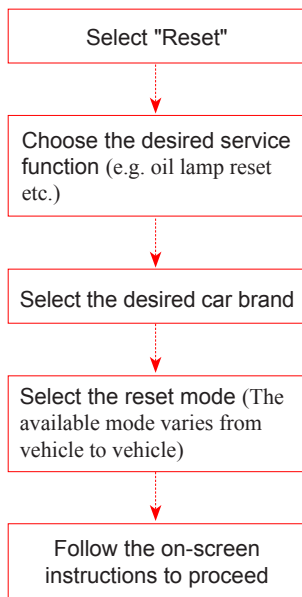 Select "Reset"
Choose the desired service
function (e.g. oil lamp reset
etc.)
Select the desired car brand
Select the reset mode (The
available mode varies from
vehicle to vehicle)
Follow the on-screen
instructions to proceed